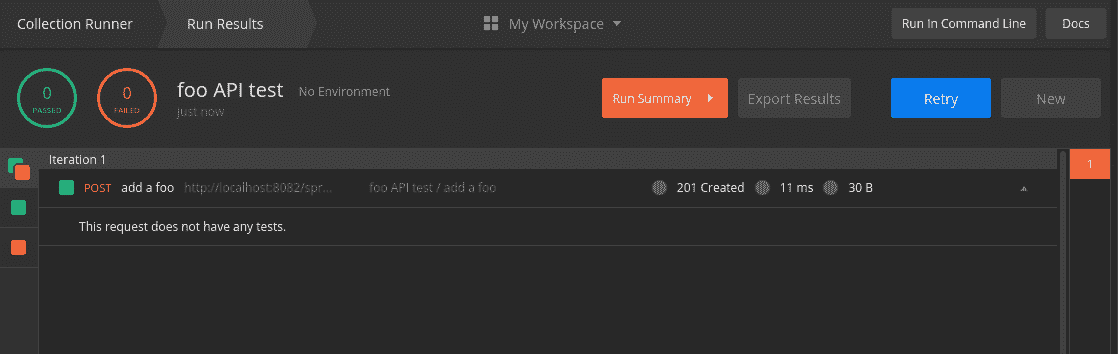 Collection Runner
Run Results
My Workspace
Run In Command Line
Docs
0
PASSED
0
FAILED
foo API test
No Environment
just now
Run Summary
Export Results
Retry
New
Iteration 1
1
POST add a foo http://localhost:8082/spr... foo API test / add a foo 201 Created 11 ms 30 B
This request does not have any tests.